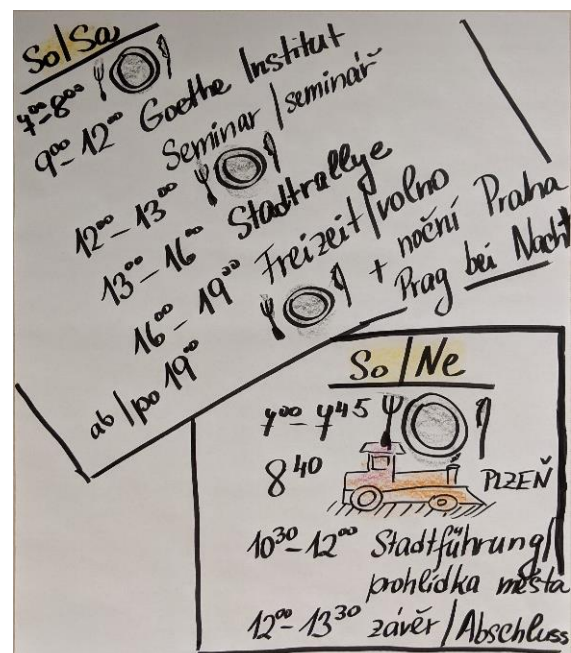 So/Sa
7⁰⁰-8⁰⁰
9⁰⁰-12⁰⁰ Goethe Institut
Seminar/seminář
12⁰⁰-13⁰⁰
13⁰⁰-16⁰⁰ Stadtrallye
16⁰⁰-19⁰⁰ Freizeit/volno
ab/po 19⁰⁰ + noční Praha
Prag bei Nacht
So/Ne
7⁰⁰-7⁴⁵
8⁴⁰ PLZEŇ
10³⁰-12⁰⁰ Stadtführung/
prohlídka města
12⁰⁰-13³⁰ závěr/Abschluss